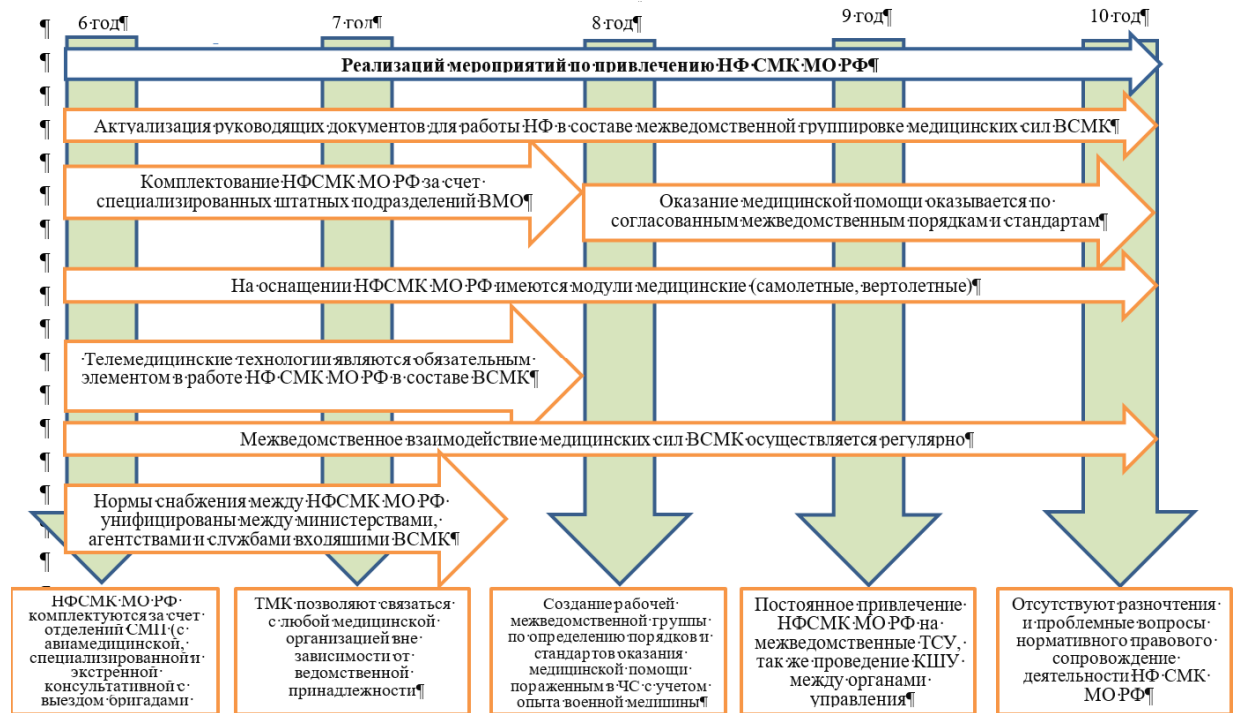 6 год¶
7 год¶
8 год¶
9 год¶
10 год¶
Реализаций мероприятий по привлечению НФ СМК МО РФ¶
Актуализация руководящих документов для работы НФ в составе межведомственной группировке медицинских сил ВСМК¶
Комплектование НФСМК МО РФ за счет
специализированных штатных подразделений ВМО¶
Оказание медицинской помощи оказывается по
согласованным межведомственным порядкам и стандартам¶
На оснащении НФСМК МО РФ имеются модули медицинские (самолетные, вертолетные)¶
Телемедицинские технологии являются обязательным
элементом в работе НФ СМК МО РФ в составе ВСМК¶
Межведомственное взаимодействие медицинских сил ВСМК осуществляется регулярно¶
Нормы снабжения между НФСМК МО РФ
унифицированы между министерствами,
агентствами и службами входящими ВСМК¶
НФСМК МО РФ
комплектуются за счет
отделений СМП (с
авиамедицинской,
специализированной и
экстренной
консультативной с
выездом бригадами
ТМК позволяют связаться
с любой медицинской
организацией вне
зависимости от
ведомственной
принадлежности¶
Создание рабочей
межведомственной группы
по определению порядков и
стандартов оказания
медицинской помощи
пораженным в ЧС с учетом
опыта военной медицины¶
Постоянное привлечение
НФСМК МО РФ на
межведомственные ТСУ,
так же проведение КШУ
между органами
управления¶
Отсутствуют разночтения
и проблемные вопросы
нормативного правового
сопровождение
деятельности НФ СМК
МО РФ¶